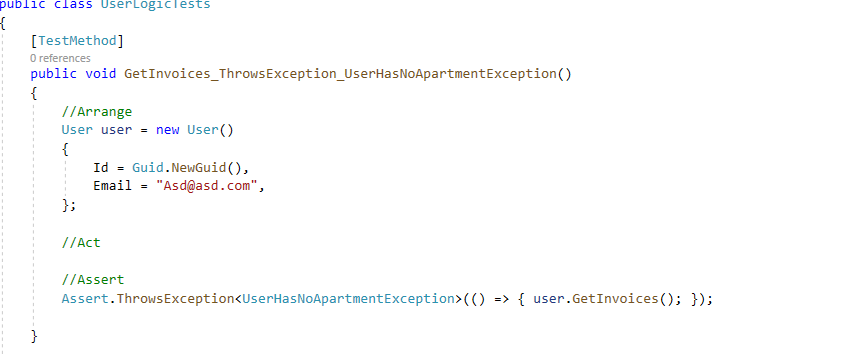 public class UserLogicTests
{
[TestMethod]
0 references
public void GetInvoices_ThrowsException_UserHasNoApartmentException()
{
//Arrange
User user = new User()
{
Id = Guid.NewGuid(),
Email = "Asd@asd.com",
};
//Act
//Assert
Assert.ThrowsException<UserHasNoApartmentException>(() => { user.GetInvoices(); });
}